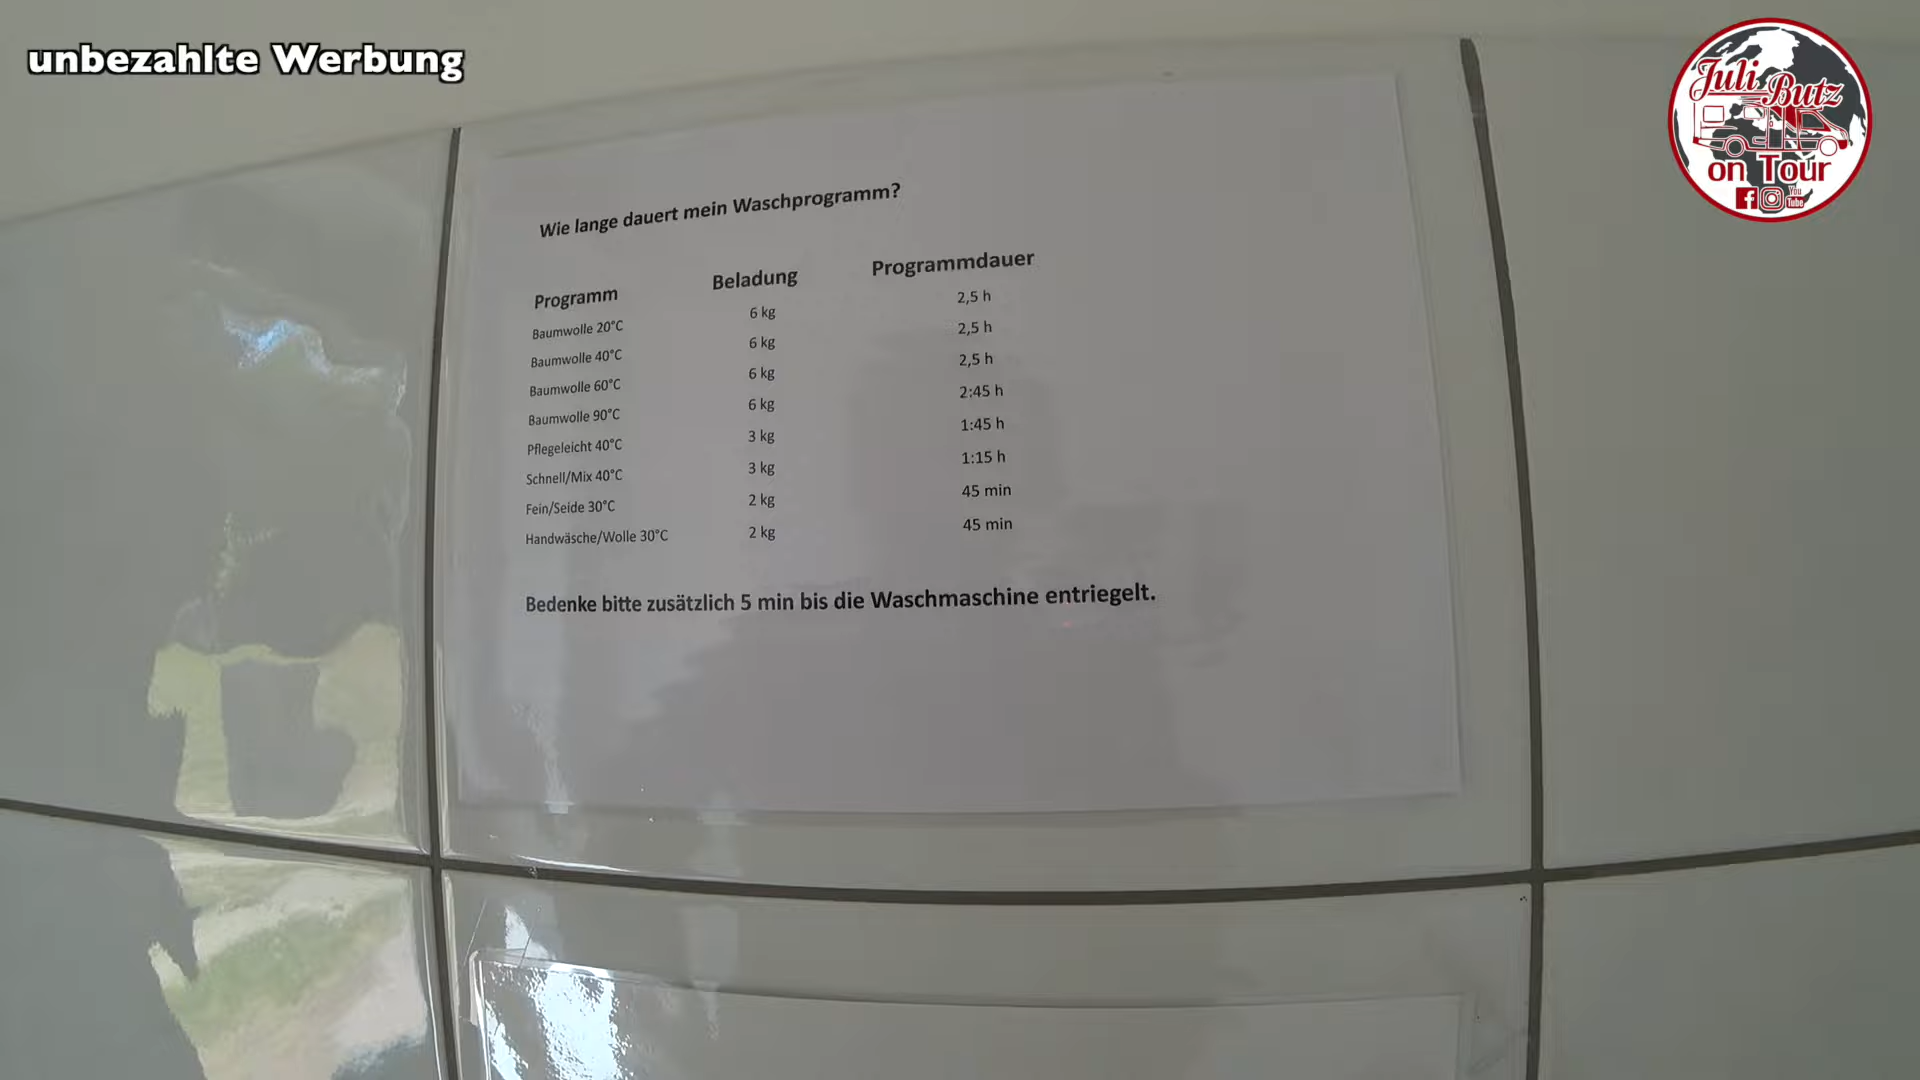 unbezahlte Werbung
Juli Butz
on Tour
You
Tube
Wie lange dauert mein Waschprogramm?
Programm Beladung Programmdauer
Baumwolle 20°C 6 kg 2,5 h
Baumwolle 40°C 6 kg 2,5 h
Baumwolle 60°C 6 kg 2,5 h
Baumwolle 90°C 6 kg 2:45 h
Pflegeleicht 40°C 3 kg 1:45 h
Schnell/Mix 40°C 3 kg 1:15 h
Fein/Seide 30°C 2 kg 45 min
Handwäsche/Wolle 30°C 2 kg 45 min
Bedenke bitte zusätzlich 5 min bis die Waschmaschine entriegelt.